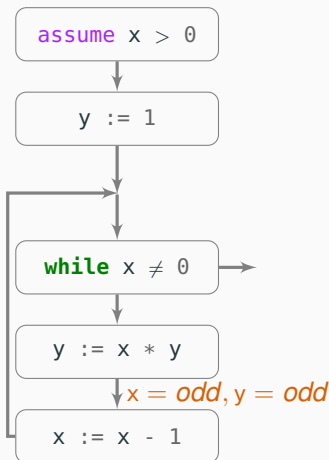 assume x > 0
y := 1
while x ≠ 0
y := x * y
x = odd, y = odd
x := x - 1